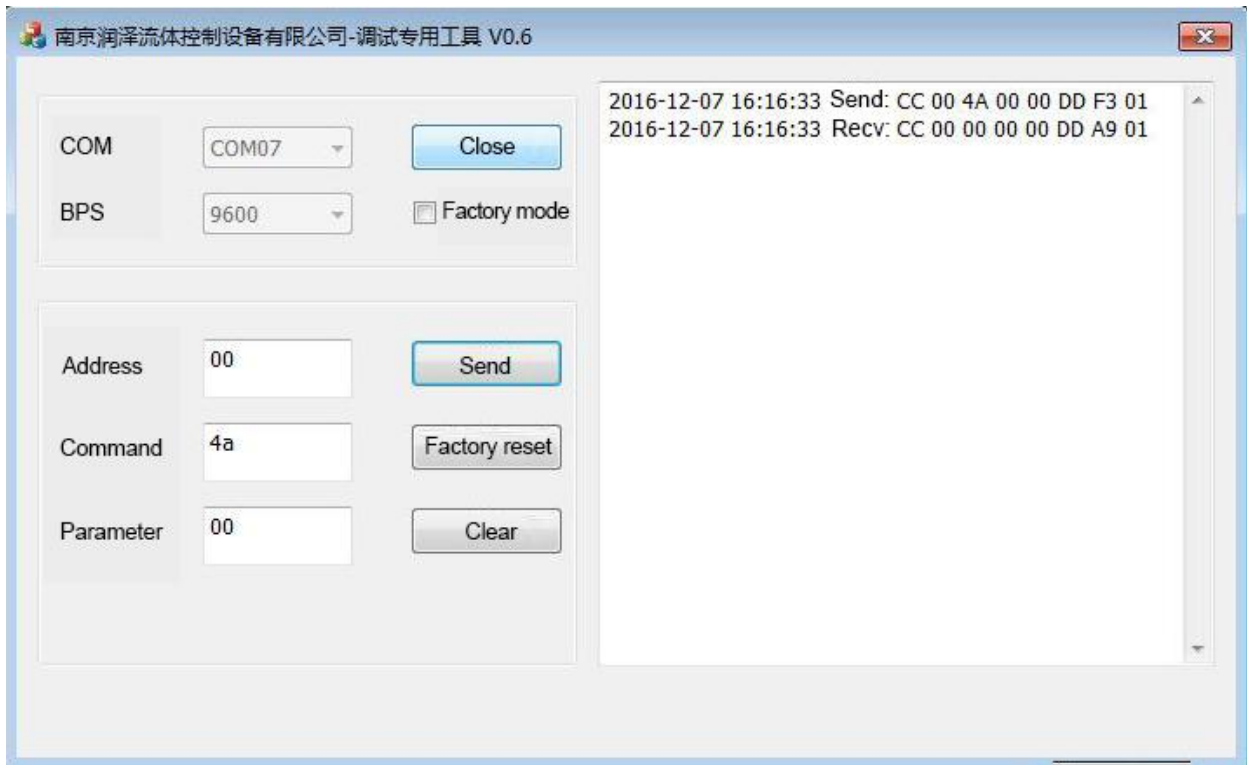 南京润泽流体控制设备有限公司-调试专用工具 V0.6
COM
COM07
Close
BPS
9600
Factory mode
Address
00
Send
Command
4a
Factory reset
Parameter
00
Clear
2016-12-07 16:16:33 Send: CC 00 4A 00 00 DD F3 01
2016-12-07 16:16:33 Recv: CC 00 00 00 00 DD A9 01